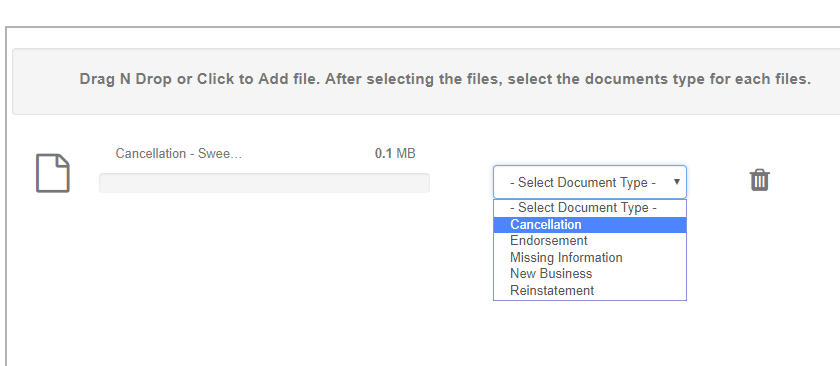 Drag N Drop or Click to Add file. After selecting the files, select the documents type for each files.
Cancellation - Swee… 0.1 MB
- Select Document Type -
- Select Document Type -
Cancellation
Endorsement
Missing Information
New Business
Reinstatement